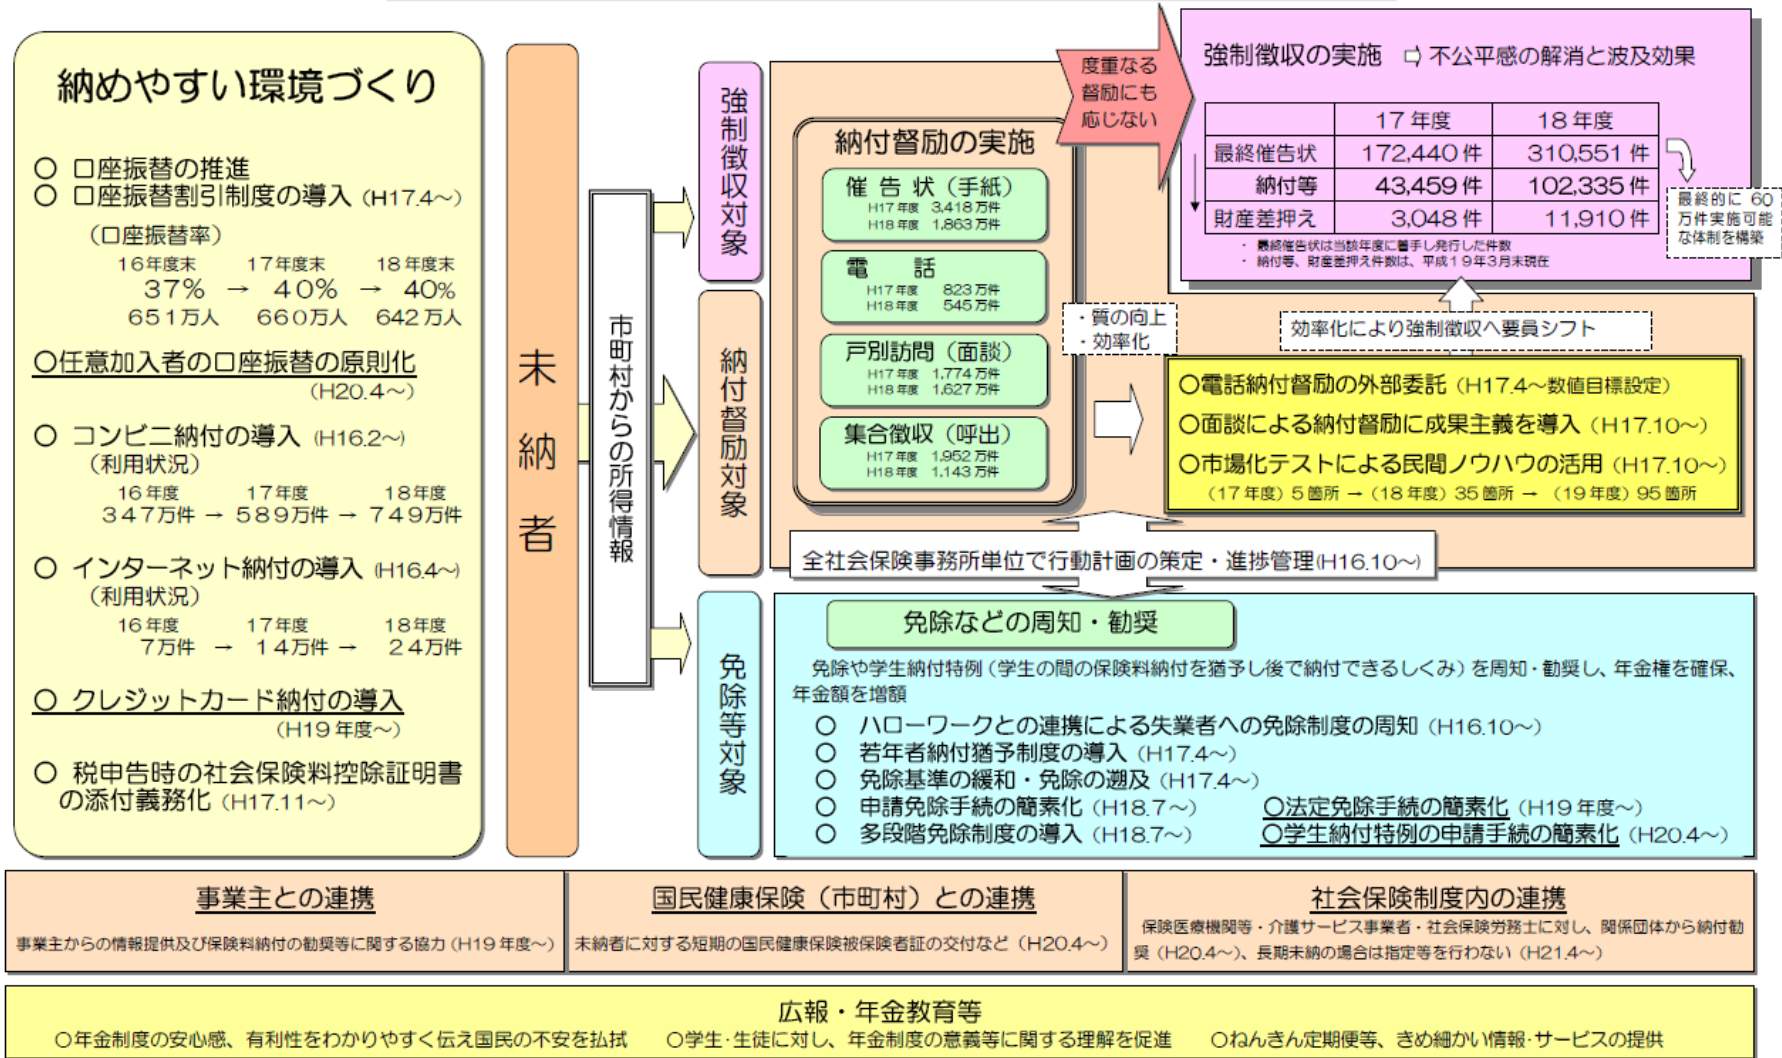 納めやすい環境づくり
○ 口座振替の推進
○ 口座振替割引制度の導入（H17.4～）
（口座振替率）
16年度末 17年度末 18年度末
37% → 40% → 40%
651万人 660万人 642万人
○任意加入者の口座振替の原則化
（H20.4～）
○ コンビニ納付の導入（H16.2～）
（利用状況）
16年度 17年度 18年度
347万件 → 589万件 → 749万件
○ インターネット納付の導入（H16.4～）
（利用状況）
16年度 17年度 18年度
7万件 → 14万件 → 24万件
○ クレジットカード納付の導入
（H19年度～）
○ 税申告時の社会保険料控除証明書
の添付義務化（H17.11～）
未納者
市町村からの所得情報
強制徴収対象
納付督励対象
免除等対象
納付督励の実施
催告状（手紙）
H17年度 3,418万件
H18年度 1,863万件
電 話
H17年度 823万件
H18年度 545万件
戸別訪問（面談）
H17年度 1,774万件
H18年度 1,627万件
集合徴収（呼出）
H17年度 1,952万件
H18年度 1,143万件
度重なる
督励にも
応じない
強制徴収の実施 ⇨ 不公平感の解消と波及効果
17年度 18年度
最終催告状 172,440件 310,551件
納付等 43,459件 102,335件
財産差押え 3,048件 11,910件
・ 最終催告状は当該年度に着手し発行した件数
・ 納付等、財産差押え件数は、平成19年3月末現在
最終的に60
万件実施可能
な体制を構築
・質の向上
・効率化
効率化により強制徴収へ要員シフト
○電話納付督励の外部委託（H17.4～数値目標設定）
○面談による納付督励に成果主義を導入（H17.10～）
○市場化テストによる民間ノウハウの活用（H17.10～）
（17年度）5箇所 → （18年度）35箇所 → （19年度）95箇所
全社会保険事務所単位で行動計画の策定・進捗管理(H16.10～)
免除などの周知・勧奨
免除や学生納付特例（学生の間の保険料納付を猶予し後で納付できるしくみ）を周知・勧奨し、年金権を確保、
年金額を増額
○ ハローワークとの連携による失業者への免除制度の周知（H16.10～）
○ 若年者納付猶予制度の導入（H17.4～）
○ 免除基準の緩和・免除の遡及（H17.4～）
○ 申請免除手続の簡素化（H18.7～） ○法定免除手続の簡素化（H19年度～）
○ 多段階免除制度の導入（H18.7～） ○学生納付特例の申請手続の簡素化（H20.4～）
事業主との連携
事業主からの情報提供及び保険料納付の勧奨等に関する協力（H19年度～）
国民健康保険（市町村）との連携
未納者に対する短期の国民健康保険被保険者証の交付など（H20.4～）
社会保険制度内の連携
保険医療機関等・介護サービス事業者・社会保険労務士に対し、関係団体から納付勧
奨（H20.4～）、長期未納の場合は指定等を行わない（H21.4～）
広報・年金教育等
○年金制度の安心感、有利性をわかりやすく伝え国民の不安を払拭 ○学生・生徒に対し、年金制度の意義等に関する理解を促進 ○ねんきん定期便等、きめ細かい情報・サービスの提供